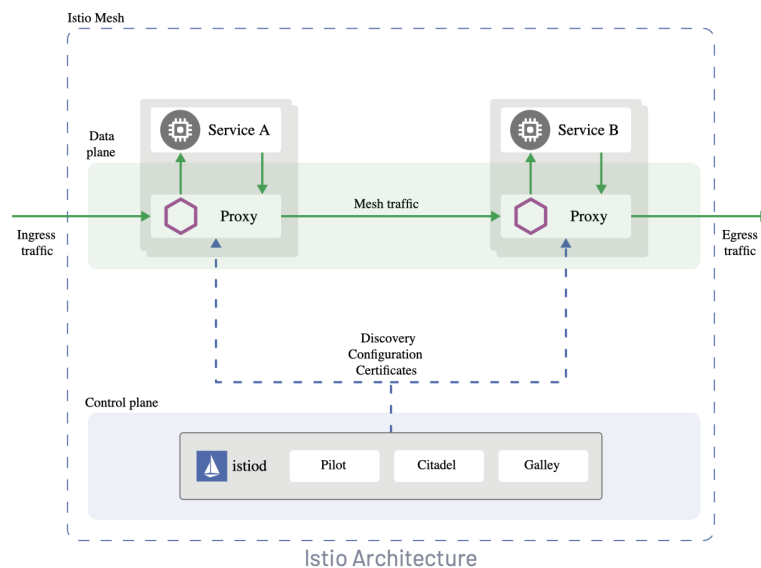 Istio Mesh
Data
plane
Service A
Service B
Proxy
Mesh traffic
Proxy
Ingress
traffic
Egress
traffic
Discovery
Configuration
Certificates
Control plane
istiod
Pilot
Citadel
Galley
Istio Architecture